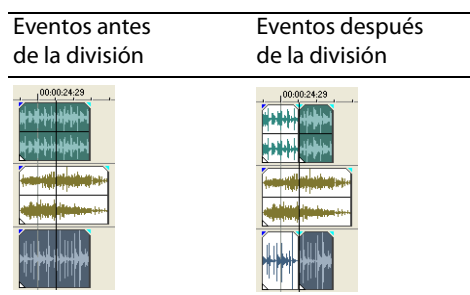 Eventos antes
de la división
Eventos después
de la división
00:00:24:29
00:00:24:29